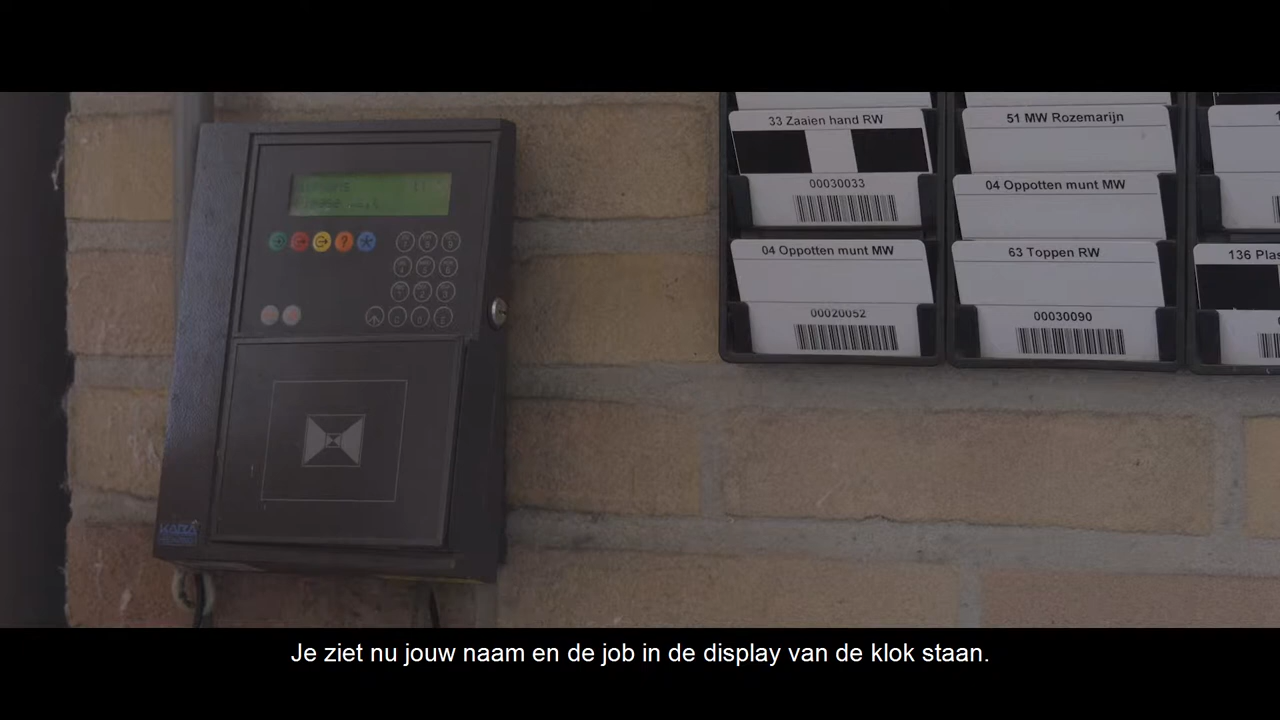 33 Zaaien hand RW
00030033
04 Oppotten munt MW
00020052
51 MW Rozemarijn
04 Oppotten munt MW
63 Toppen RW
00030090
KABA
Je ziet nu jouw naam en de job in de display van de klok staan.